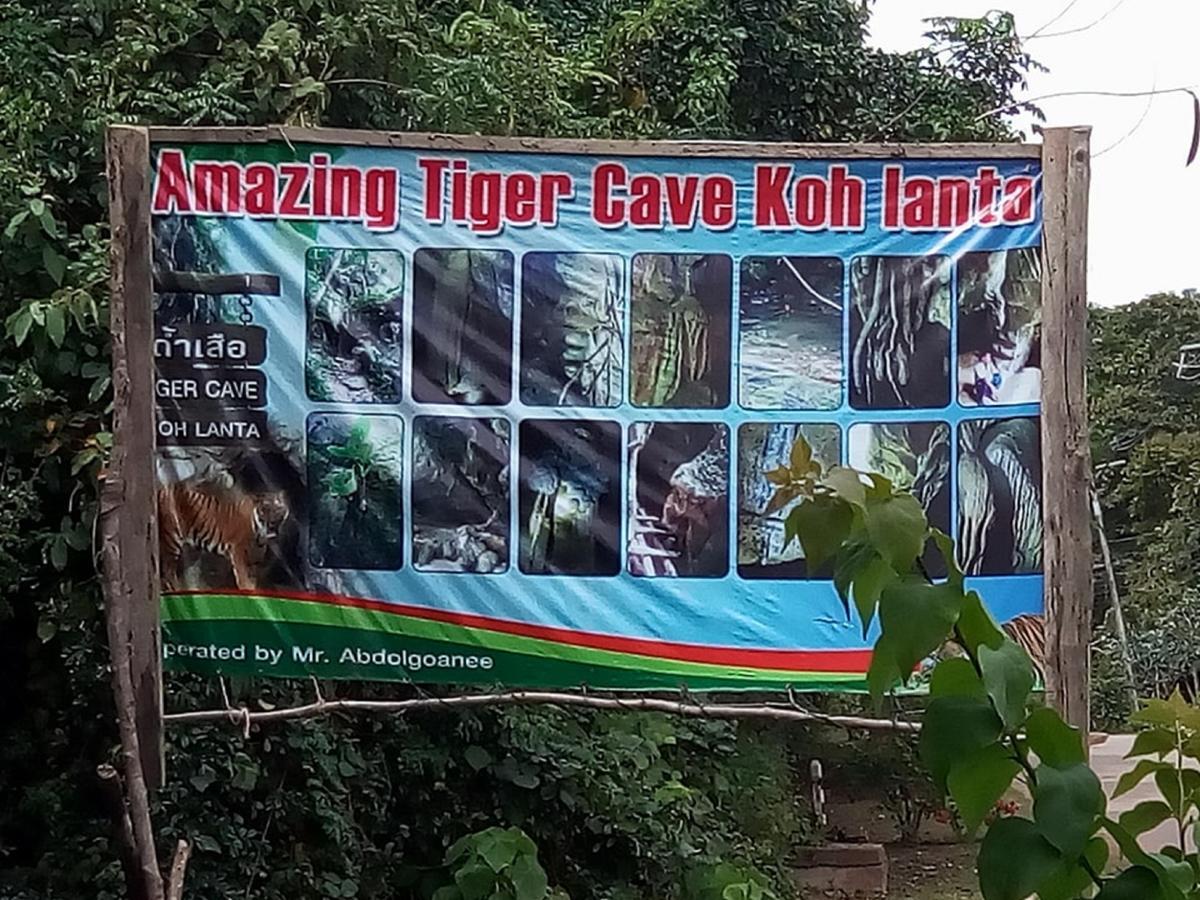 Amazing Tiger Cave Koh lanta
ถ้ำเสือ
GER CAVE
OH LANTA
perated by Mr. Abdolgoanee